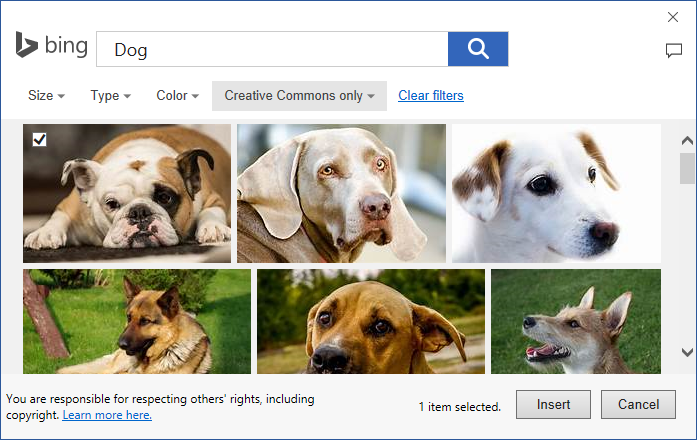 bing
Dog
Size Type Color Creative Commons only Clear filters
You are responsible for respecting others' rights, including
copyright. Learn more here.
1 item selected. Insert Cancel